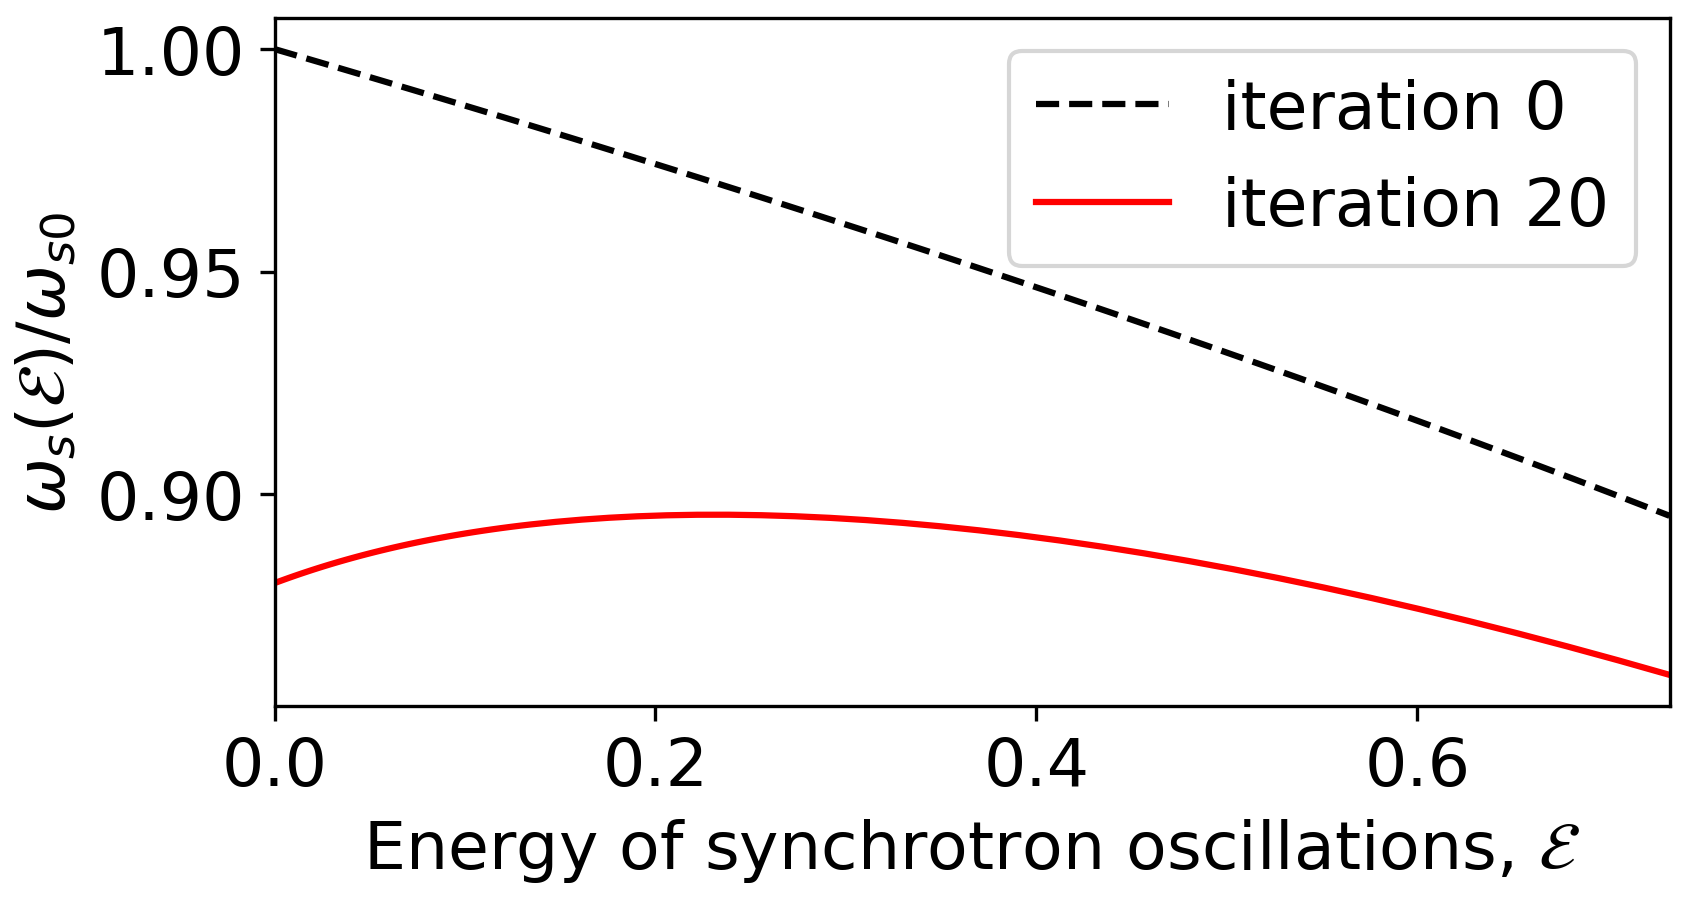 1.00
0.95
0.90
ωs(ℰ)/ωs0
iteration 0
iteration 20
0.0 0.2 0.4 0.6
Energy of synchrotron oscillations, ℰ